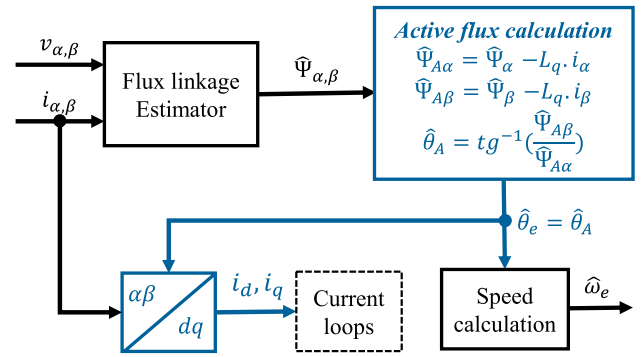 v_{α,β}
i_{α,β}
Flux linkage
Estimator
Ψ̂_{α,β}
Active flux calculation
Ψ̂_{Aα} = Ψ̂_α −L_q. i_α
Ψ̂_{Aβ} = Ψ̂_β −L_q. i_β
θ̂_A = tg⁻¹(Ψ̂_{Aβ}/Ψ̂_{Aα})
θ̂_e = θ̂_A
αβ
dq
i_d, i_q
Current
loops
Speed
calculation
ω̂_e